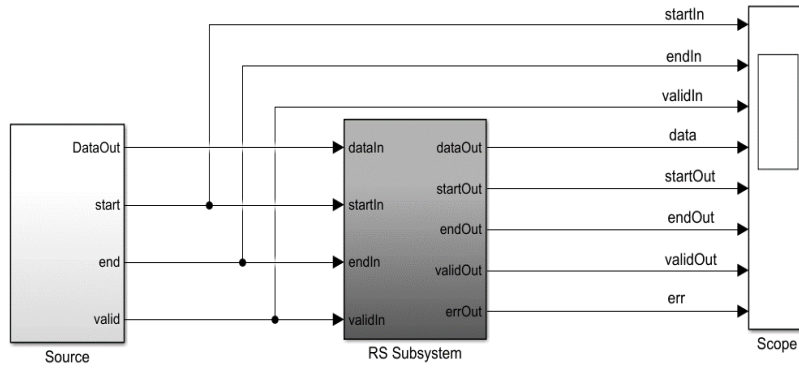 startIn
endIn
validIn
data
startOut
endOut
validOut
err
DataOut
start
end
valid
Source
dataIn
startIn
endIn
validIn
dataOut
startOut
endOut
validOut
errOut
RS Subsystem
Scope